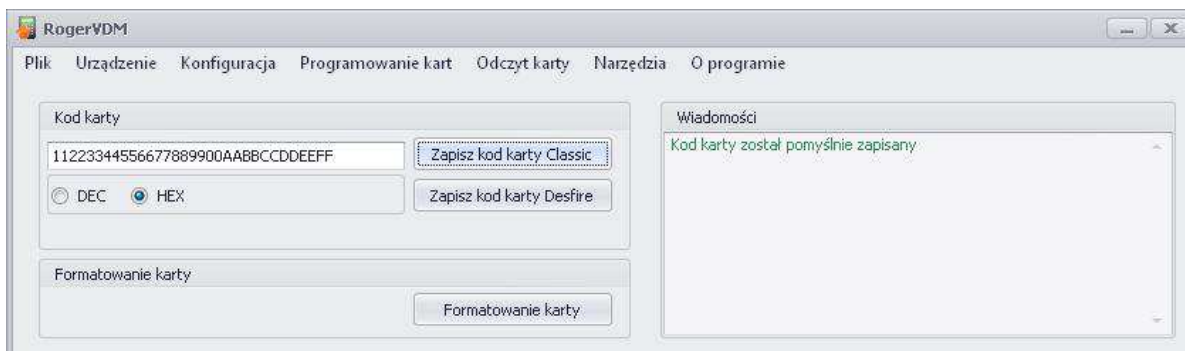 RogerVDM
Plik Urządzenie Konfiguracja Programowanie kart Odczyt karty Narzędzia O programie
Kod karty
11223344556677889900AABBCCDDEEFF
Zapisz kod karty Classic
DEC HEX
Zapisz kod karty Desfire
Formatowanie karty
Formatowanie karty
Wiadomości
Kod karty został pomyślnie zapisany